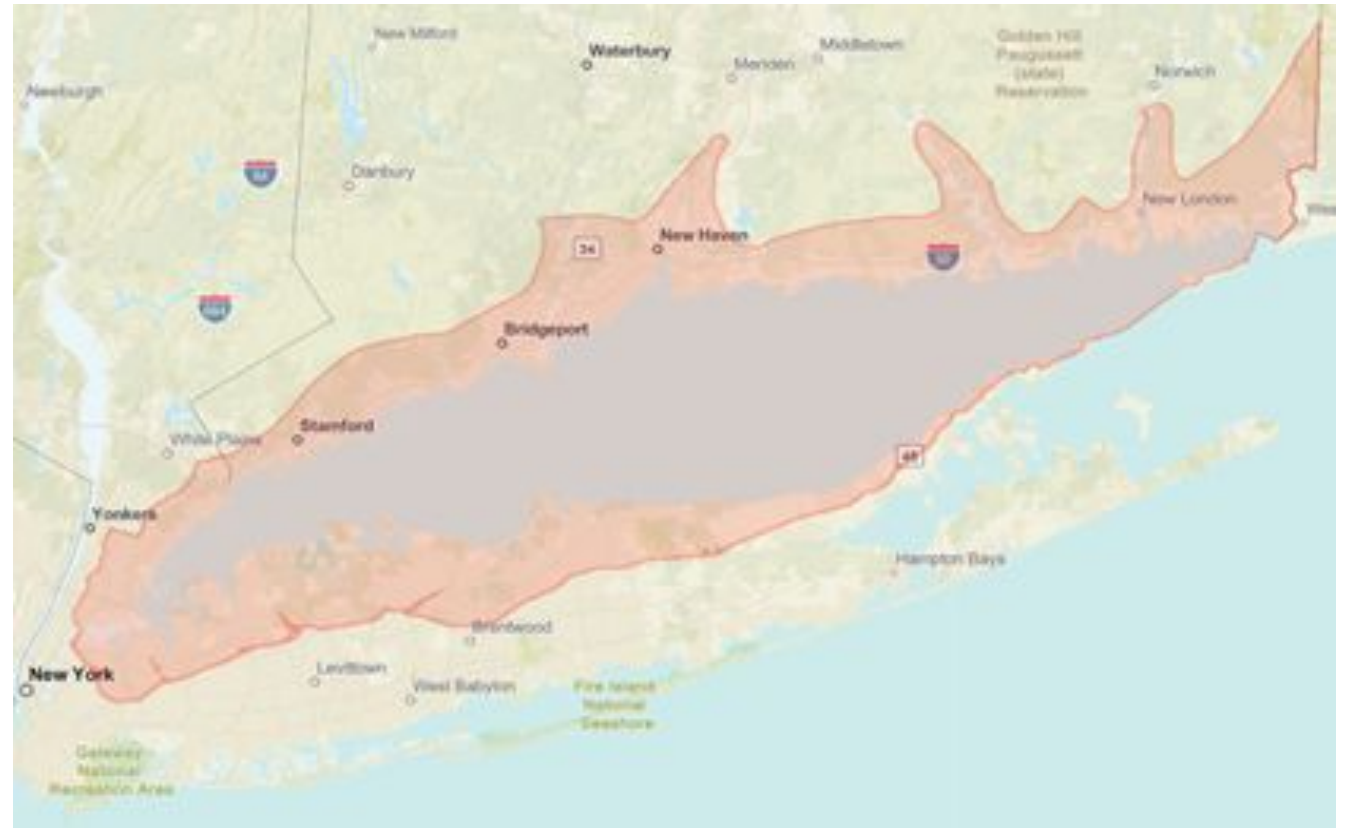 New Milford
Waterbury
Middletown
Meriden
Golden Hill
Paugussett
(state)
Reservation
Norwich
Newburgh
84
Danbury
New London
New Haven
34
Bridgeport
684
Stamford
White Plains
Yonkers
Hampton Bays
Brentwood
New York
Levittown
West Babylon
Fire Island
National
Seashore
Gateway
National
Recreation Area